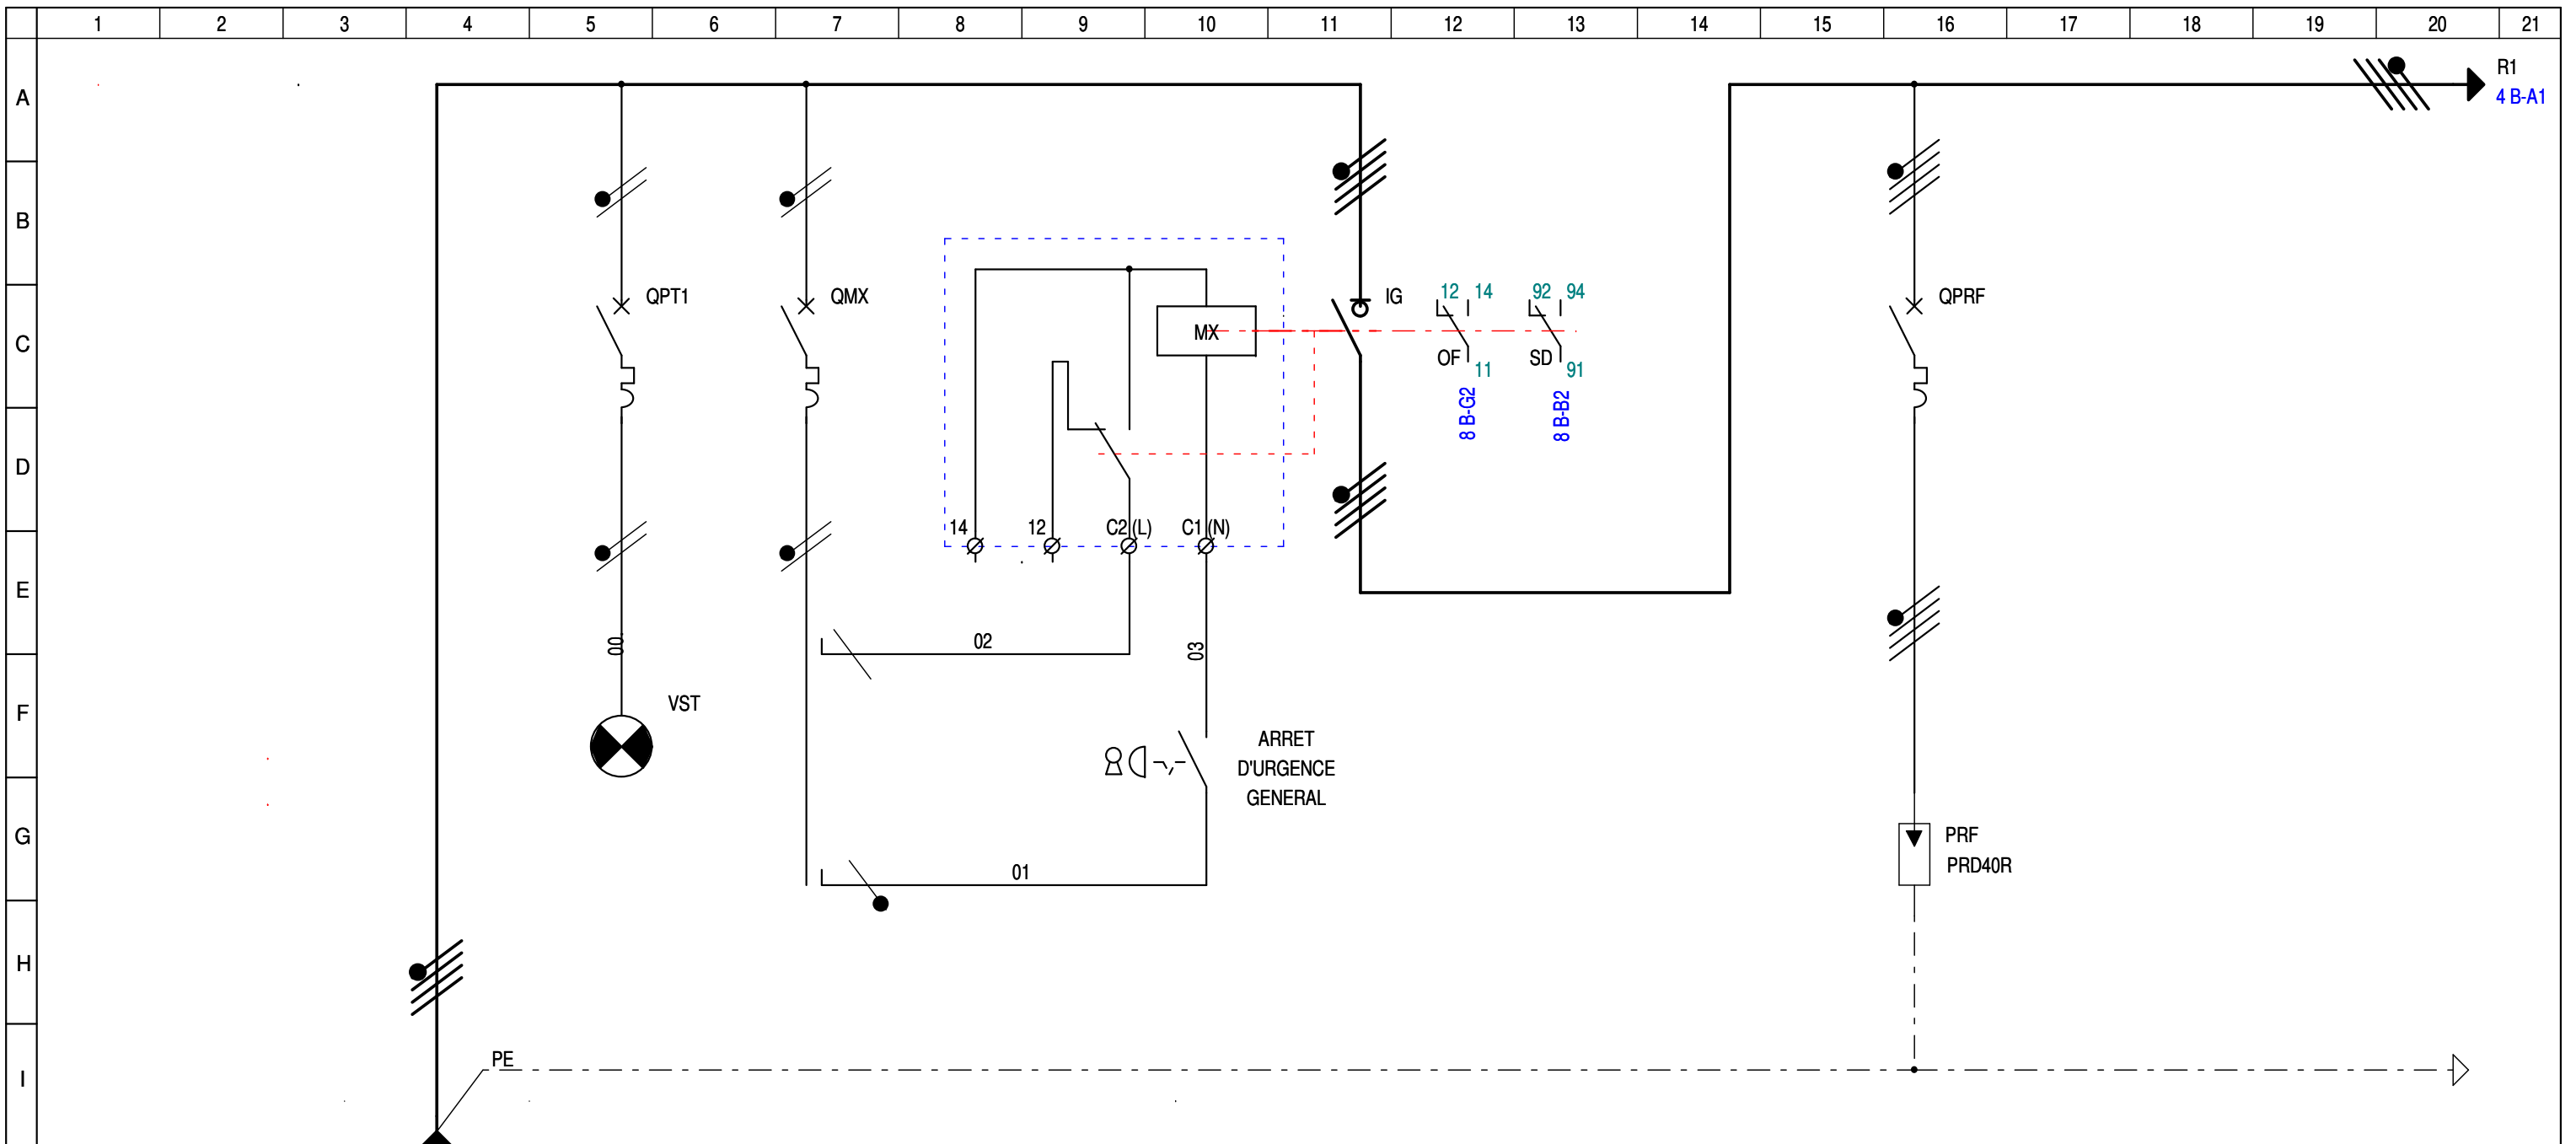 1 2 3 4 5 6 7 8 9 10 11 12 13 14 15 16 17 18 19 20 21
A
R1
4 B-A1
B
QPT1
QMX
IG
12 14
92 94
QPRF
C
MX
OF
11
SD
91
8 B-G2
8 B-B2
D
14
12
C2 (L)
C1 (N)
E
00
02
03
F
VST
ARRET
D'URGENCE
GENERAL
G
PRF
PRD40R
01
H
PE
I